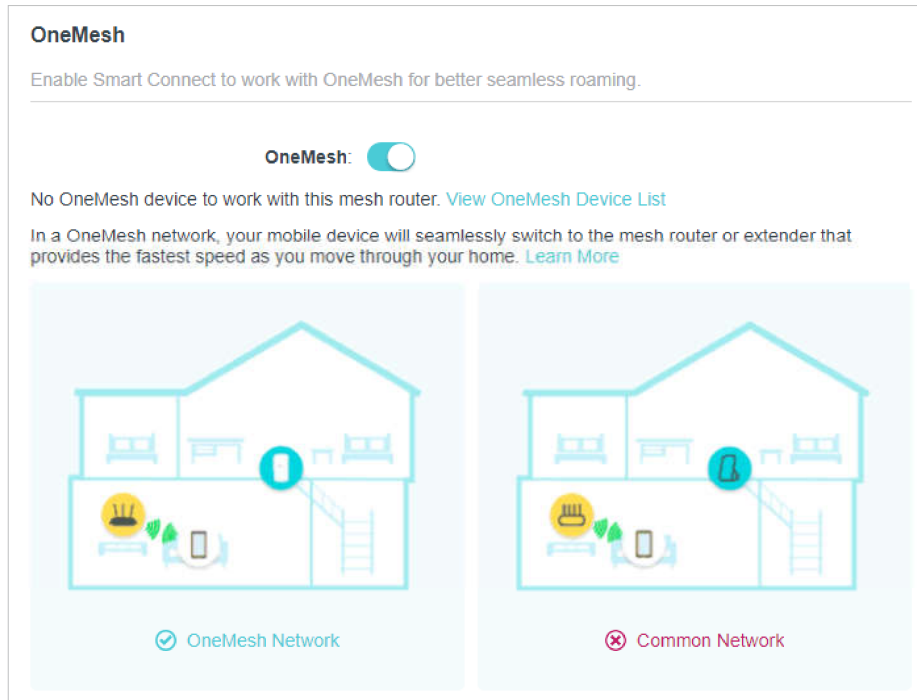 OneMesh
Enable Smart Connect to work with OneMesh for better seamless roaming.
OneMesh:
No OneMesh device to work with this mesh router. View OneMesh Device List
In a OneMesh network, your mobile device will seamlessly switch to the mesh router or extender that
provides the fastest speed as you move through your home. Learn More
OneMesh Network
Common Network